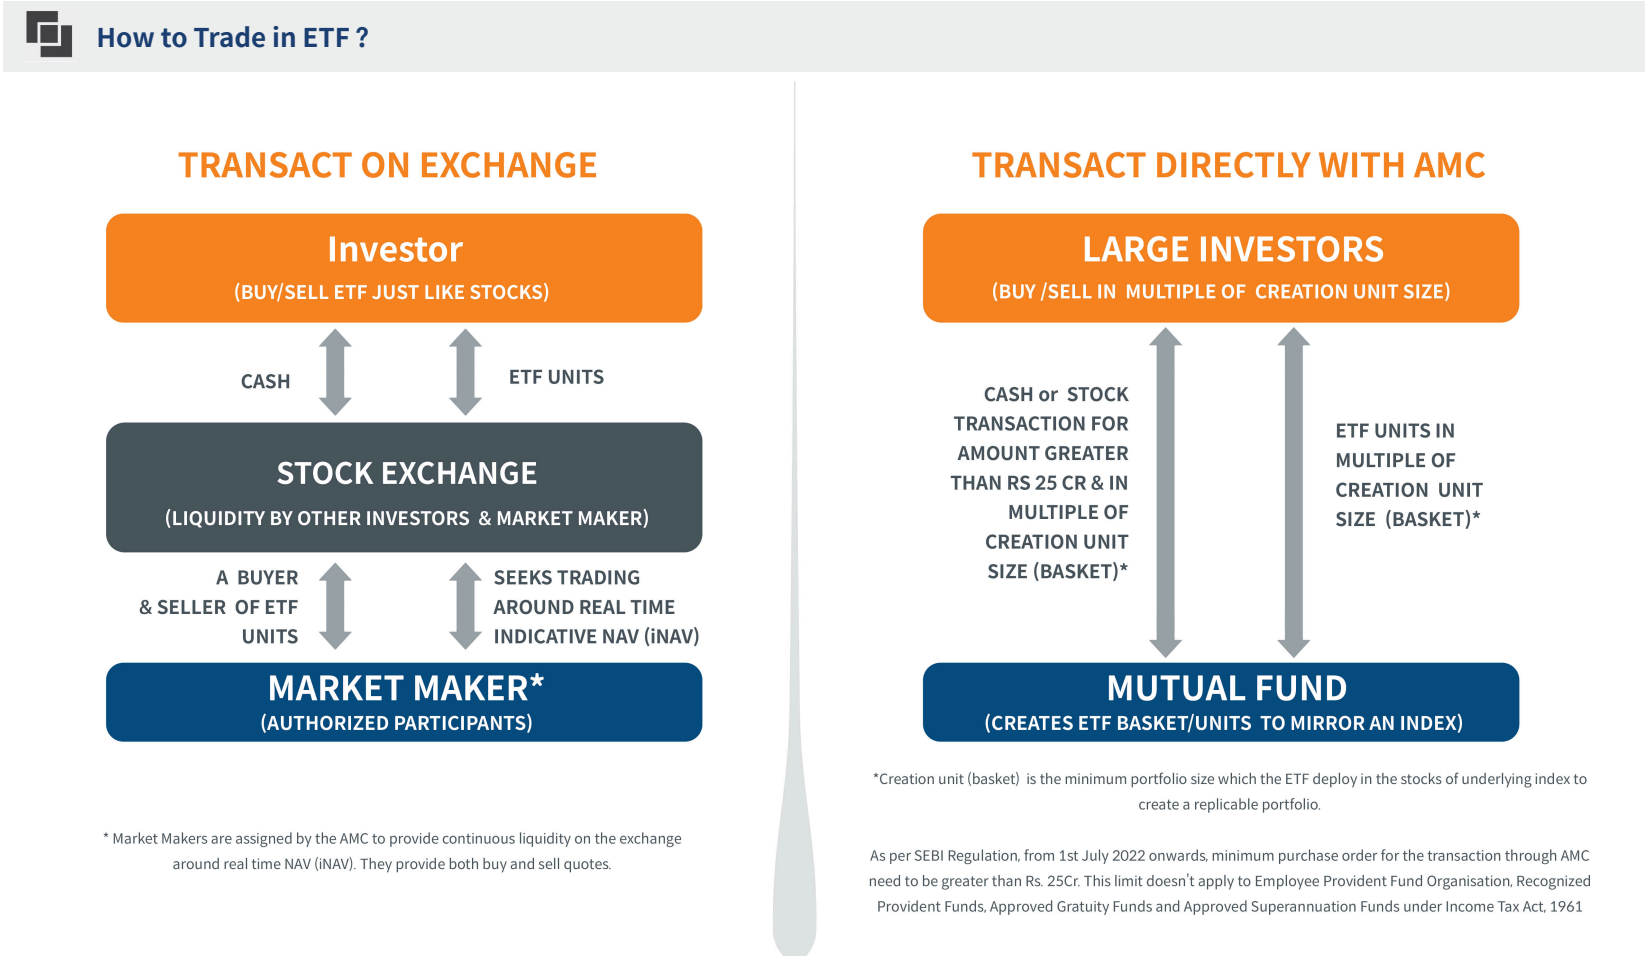 How to Trade in ETF ?
TRANSACT ON EXCHANGE
Investor
(BUY/SELL ETF JUST LIKE STOCKS)
CASH
ETF UNITS
STOCK EXCHANGE
(LIQUIDITY BY OTHER INVESTORS & MARKET MAKER)
A BUYER
& SELLER OF ETF
UNITS
SEEKS TRADING
AROUND REAL TIME
INDICATIVE NAV (iNAV)
MARKET MAKER*
(AUTHORIZED PARTICIPANTS)
* Market Makers are assigned by the AMC to provide continuous liquidity on the exchange
around real time NAV (iNAV). They provide both buy and sell quotes.
TRANSACT DIRECTLY WITH AMC
LARGE INVESTORS
(BUY /SELL IN MULTIPLE OF CREATION UNIT SIZE)
CASH or STOCK
TRANSACTION FOR
AMOUNT GREATER
THAN RS 25 CR & IN
MULTIPLE OF
CREATION UNIT
SIZE (BASKET)*
ETF UNITS IN
MULTIPLE OF
CREATION UNIT
SIZE (BASKET)*
MUTUAL FUND
(CREATES ETF BASKET/UNITS TO MIRROR AN INDEX)
*Creation unit (basket) is the minimum portfolio size which the ETF deploy in the stocks of underlying index to
create a replicable portfolio.
As per SEBI Regulation, from 1st July 2022 onwards, minimum purchase order for the transaction through AMC
need to be greater than Rs. 25Cr. This limit doesn't apply to Employee Provident Fund Organisation, Recognized
Provident Funds, Approved Gratuity Funds and Approved Superannuation Funds under Income Tax Act, 1961